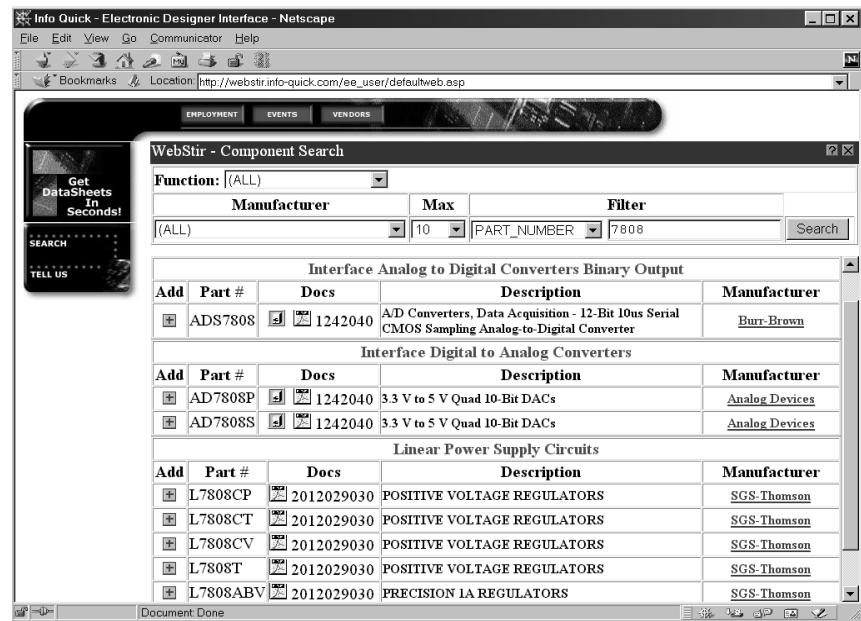 Info Quick - Electronic Designer Interface - Netscape
File Edit View Go Communicator Help
Bookmarks Location: http://webstir.info-quick.com/ee_user/defaultweb.asp
EMPLOYMENT EVENTS VENDORS
Get
DataSheets
In
Seconds!
SEARCH
TELL US
WebStir - Component Search
Function: (ALL)
Manufacturer Max Filter
(ALL) 10 PART_NUMBER 7808 Search
Interface Analog to Digital Converters Binary Output
Add Part # Docs Description Manufacturer
ADS7808 1242040 A/D Converters, Data Acquisition - 12-Bit 10us Serial CMOS Sampling Analog-to-Digital Converter Burr-Brown
Interface Digital to Analog Converters
Add Part # Docs Description Manufacturer
AD7808P 1242040 3.3 V to 5 V Quad 10-Bit DACs Analog Devices
AD7808S 1242040 3.3 V to 5 V Quad 10-Bit DACs Analog Devices
Linear Power Supply Circuits
Add Part # Docs Description Manufacturer
L7808CP 2012029030 POSITIVE VOLTAGE REGULATORS SGS-Thomson
L7808CT 2012029030 POSITIVE VOLTAGE REGULATORS SGS-Thomson
L7808CV 2012029030 POSITIVE VOLTAGE REGULATORS SGS-Thomson
L7808T 2012029030 POSITIVE VOLTAGE REGULATORS SGS-Thomson
L7808ABV 2012029030 PRECISION 1A REGULATORS SGS-Thomson
Document: Done